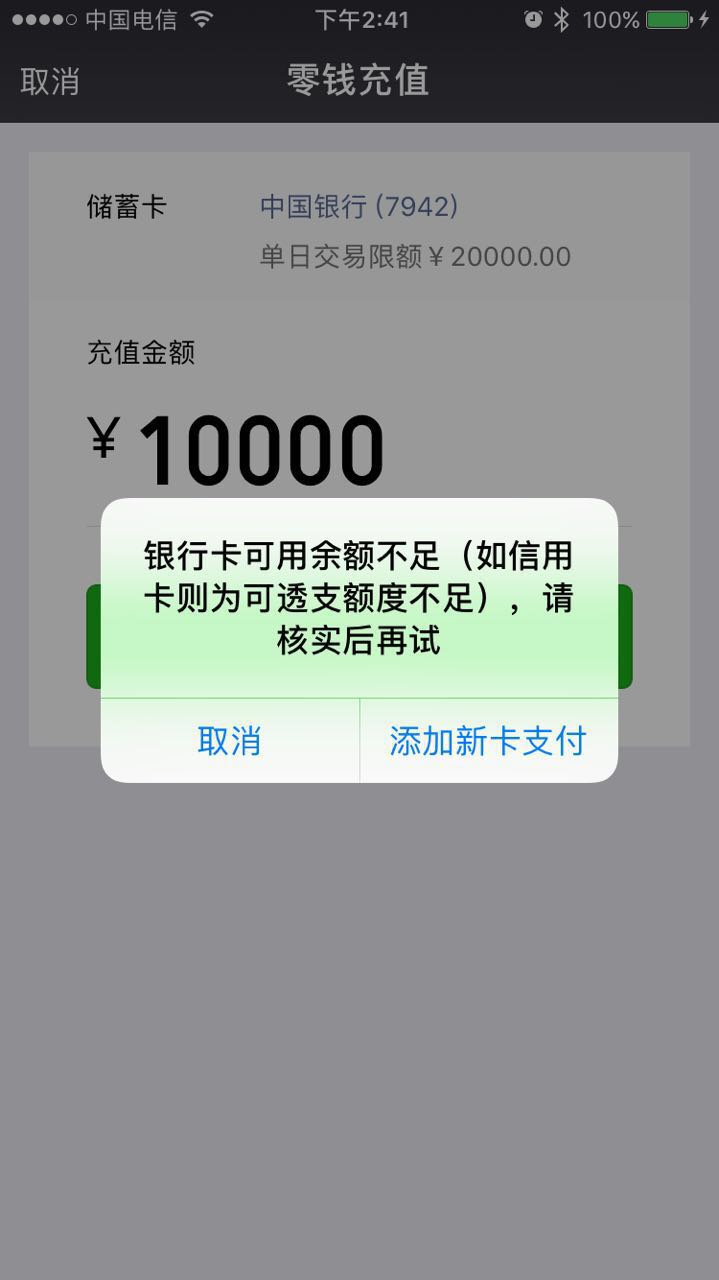 中国电信 下午2:41 100%
取消 零钱充值
储蓄卡 中国银行 (7942)
单日交易限额￥20000.00
充值金额
￥10000
银行卡可用余额不足（如信用
卡则为可透支额度不足），请
核实后再试
取消 添加新卡支付